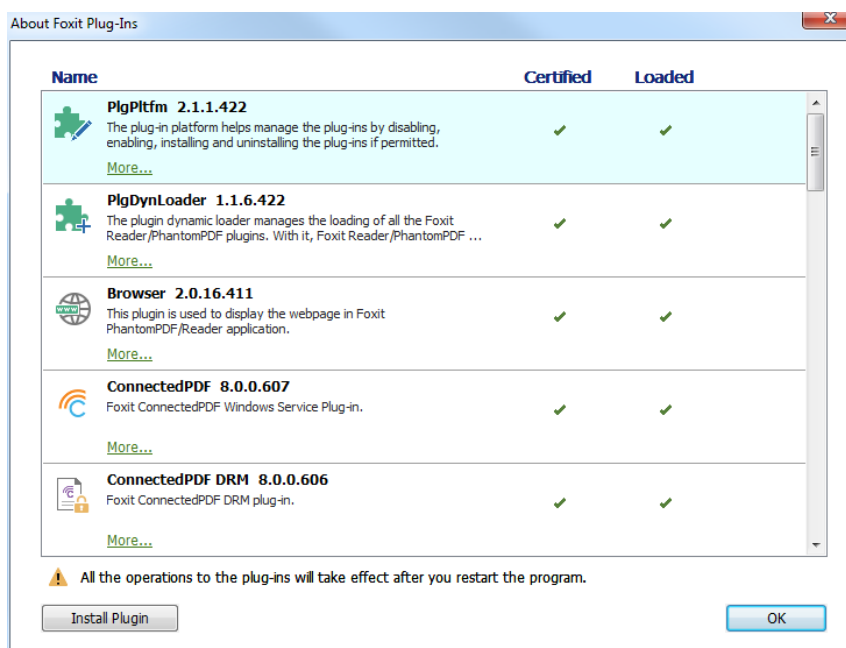 About Foxit Plug-Ins
Name Certified Loaded
PlgPltfm 2.1.1.422
The plug-in platform helps manage the plug-ins by disabling,
enabling, installing and uninstalling the plug-ins if permitted.
More...
PlgDynLoader 1.1.6.422
The plugin dynamic loader manages the loading of all the Foxit
Reader/PhantomPDF plugins. With it, Foxit Reader/PhantomPDF ...
More...
www
Browser 2.0.16.411
This plugin is used to display the webpage in Foxit
PhantomPDF/Reader application.
More...
ConnectedPDF 8.0.0.607
Foxit ConnectedPDF Windows Service Plug-in.
More...
ConnectedPDF DRM 8.0.0.606
Foxit ConnectedPDF DRM plug-in.
More...
All the operations to the plug-ins will take effect after you restart the program.
Install Plugin OK